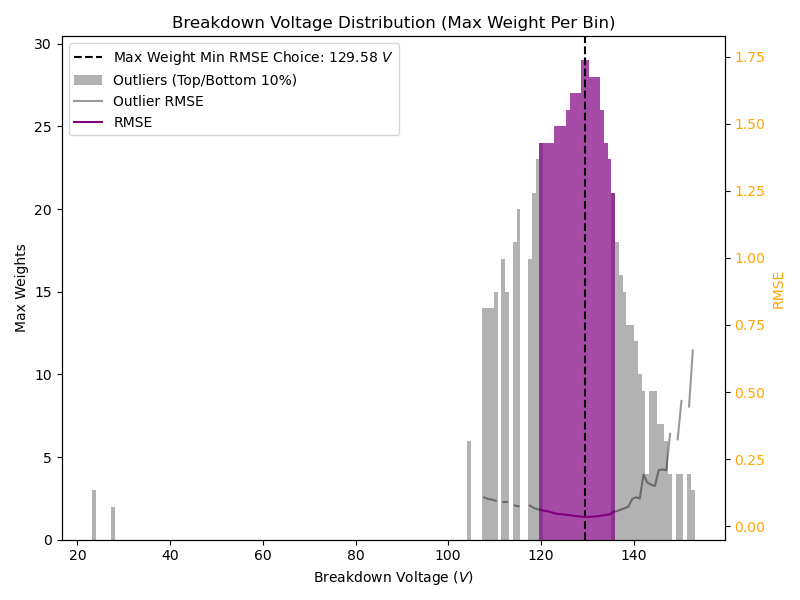 Breakdown Voltage Distribution (Max Weight Per Bin)
Max Weight Min RMSE Choice: 129.58 V
Outliers (Top/Bottom 10%)
Outlier RMSE
RMSE
Max Weights
30
25
20
15
10
5
0
1.75
1.50
1.25
1.00
0.75
0.50
0.25
0.00
RMSE
20 40 60 80 100 120 140
Breakdown Voltage (V)